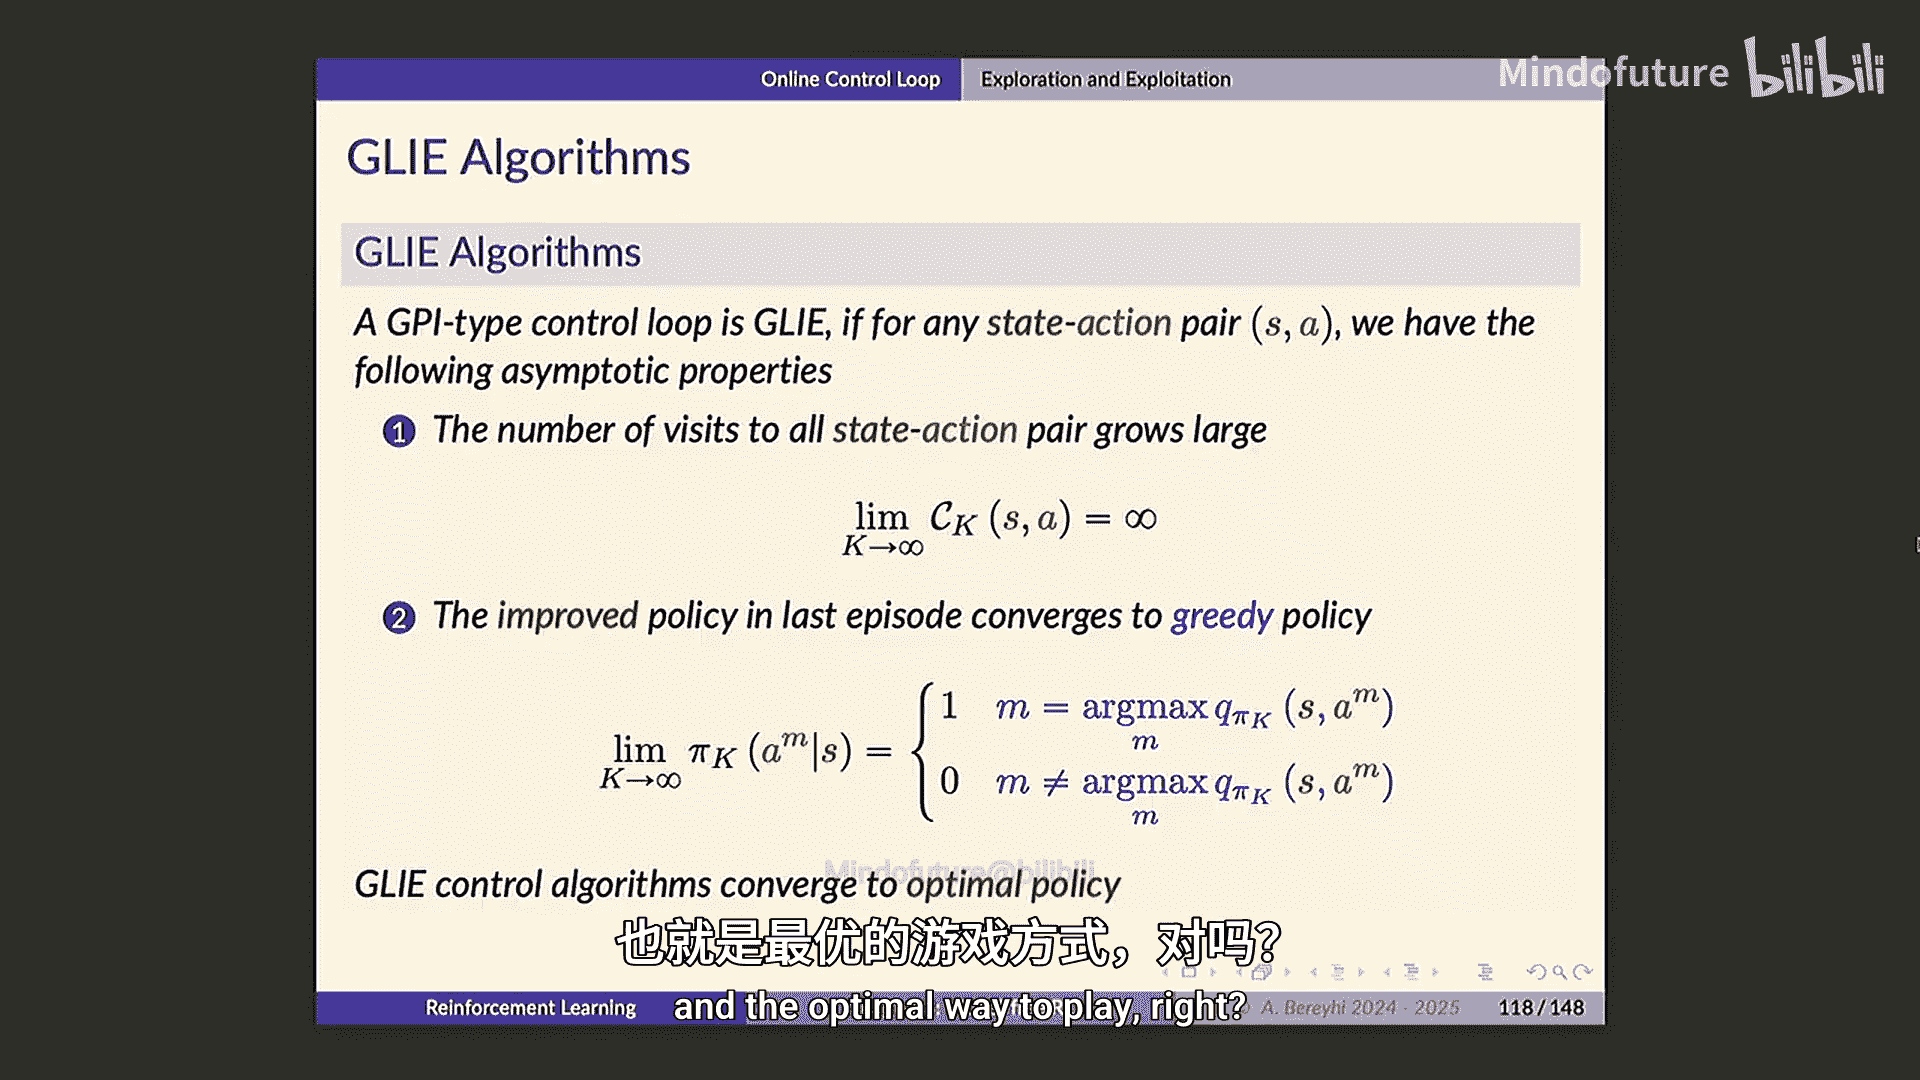 Online Control Loop
Exploration and Exploitation
Mindofuture bilibili
GLIE Algorithms
GLIE Algorithms
A GPI-type control loop is GLIE, if for any state-action pair (s, a), we have the
following asymptotic properties
1 The number of visits to all state-action pair grows large
lim K→∞ C_K (s, a) = ∞
2 The improved policy in last episode converges to greedy policy
lim K→∞ π_K (a^m|s) = { 1 m = argmax_m q_{π_K} (s, a^m)
0 m ≠ argmax_m q_{π_K} (s, a^m)
Mindofuture@bilibili
GLIE control algorithms converge to optimal policy
也就是最优的游戏方式，对吗？
and the optimal way to play, right?
Reinforcement Learning
A. Bereyhi 2024 - 2025
118 / 148